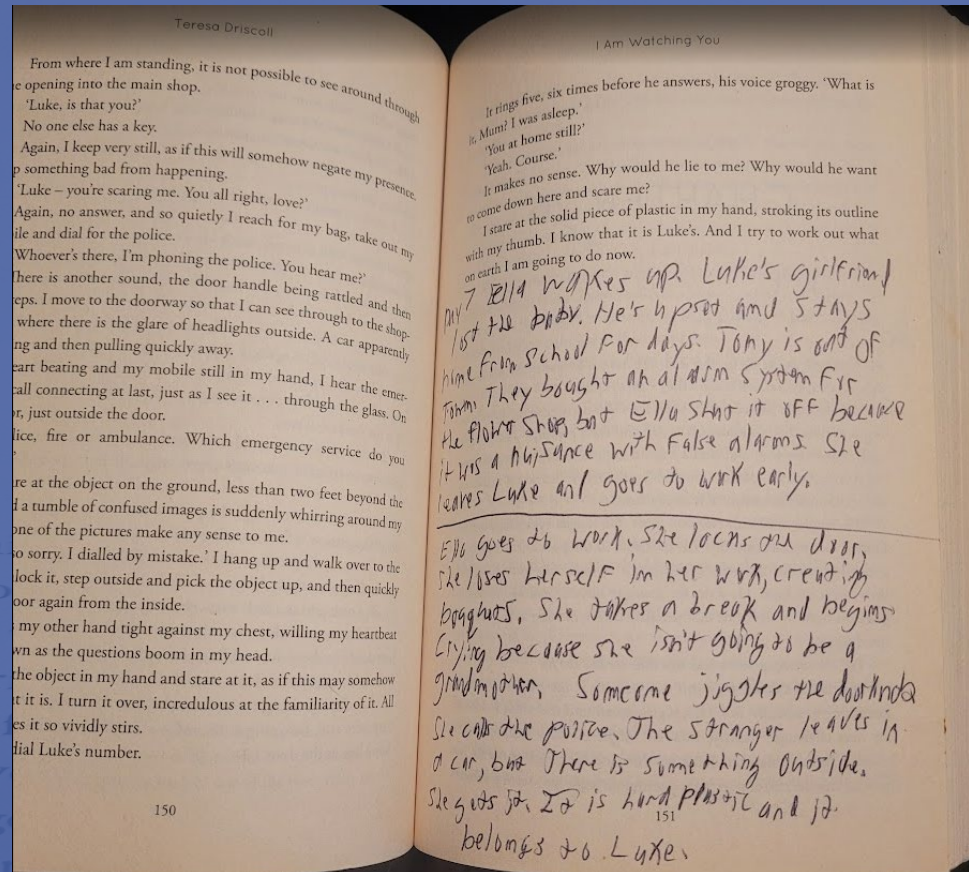 Teresa Driscoll
From where I am standing, it is not possible to see around through
e opening into the main shop.
'Luke, is that you?'
No one else has a key.
Again, I keep very still, as if this will somehow negate my presence.
p something bad from happening.
'Luke – you're scaring me. You all right, love?'
Again, no answer, and so quietly I reach for my bag, take out my
ile and dial for the police.
Whoever's there, I'm phoning the police. You hear me?'
here is another sound, the door handle being rattled and then
eps. I move to the doorway so that I can see through to the shop-
where there is the glare of headlights outside. A car apparently
ng and then pulling quickly away.
eart beating and my mobile still in my hand, I hear the emer-
call connecting at last, just as I see it . . . through the glass. On
or, just outside the door.
lice, fire or ambulance. Which emergency service do you
'
re at the object on the ground, less than two feet beyond the
d a tumble of confused images is suddenly whirring around my
one of the pictures make any sense to me.
so sorry. I dialled by mistake.' I hang up and walk over to the
lock it, step outside and pick the object up, and then quickly
oor again from the inside.
my other hand tight against my chest, willing my heartbeat
wn as the questions boom in my head.
the object in my hand and stare at it, as if this may somehow
t it is. I turn it over, incredulous at the familiarity of it. All
es it so vividly stirs.
dial Luke's number.
150
I Am Watching You
It rings five, six times before he answers, his voice groggy. 'What is
it, Mum? I was asleep.'
'You at home still?'
'Yeah. Course.'
It makes no sense. Why would he lie to me? Why would he want
to come down here and scare me?
I stare at the solid piece of plastic in my hand, stroking its outline
with my thumb. I know that it is Luke's. And I try to work out what
on earth I am going to do now.
Day 7 Ella wakes up. Luke's girlfriend
lost the baby. He's upset and stays
home from school for days. Tony is out of
town. They bought an alarm system for
the flower shop, but Ella shut it off because
it was a nuisance with false alarms. She
leaves Luke and goes to work early.
Ella goes to work. She locks the door,
she loses herself in her work, creating
. She takes a break and begins
crying because she isn't going to be a
grandmother. Someone jiggles the
She calls the police. The stranger leaves in
a car, but There is something outside.
She gets it. It is hard plastic and it
belongs to Luke.
151